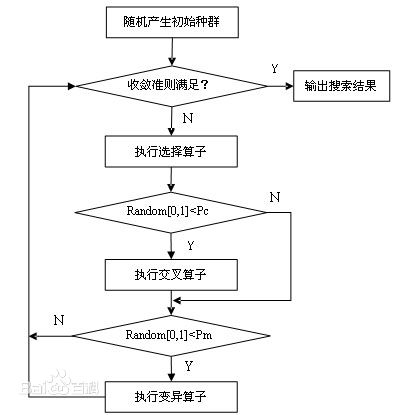 随机产生初始种群
收敛准则满足？
Y
输出搜索结果
N
执行选择算子
Random[0,1]<Pc
N
Y
执行交叉算子
Random[0,1]<Pm
N
Y
执行变异算子
Baidu百科